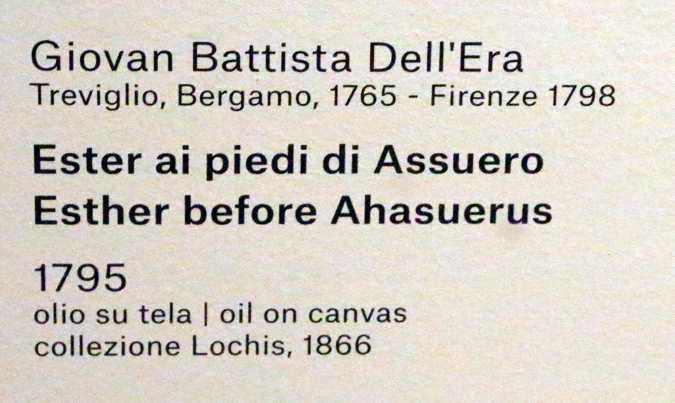 Giovan Battista Dell'Era
Treviglio, Bergamo, 1765 - Firenze 1798
Ester ai piedi di Assuero
Esther before Ahasuerus
1795
olio su tela | oil on canvas
collezione Lochis, 1866